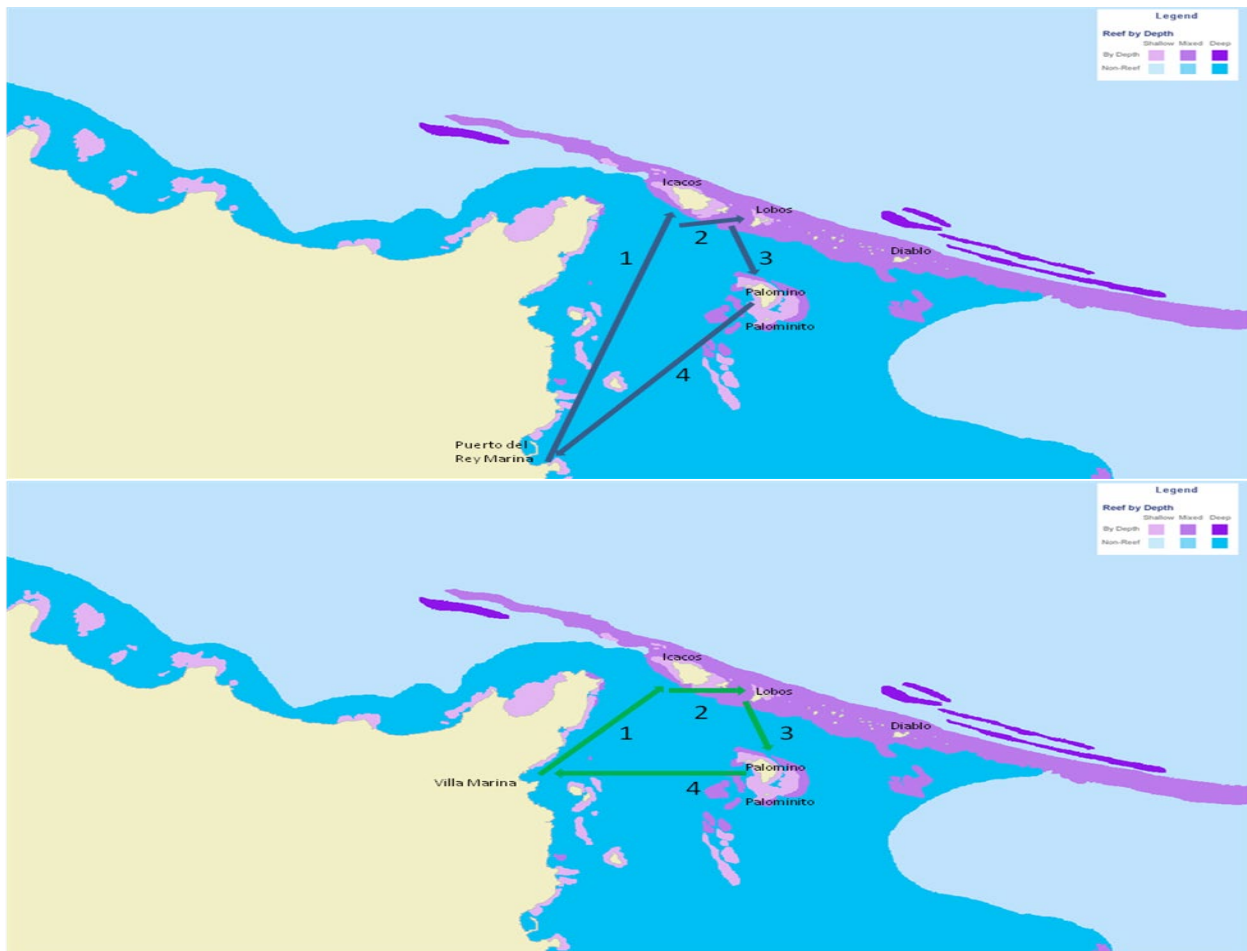 Legend
Reef by Depth
Shallow Mixed Deep
By Depth
Non-Reef
Icacos
Lobos
1
2
3
Diablo
Palomino
Palominito
4
Puerto del
Rey Marina
Legend
Reef by Depth
Shallow Mixed Deep
By Depth
Non-Reef
Icacos
Lobos
2
1
3
Diablo
Palomino
Villa Marina
4
Palominito